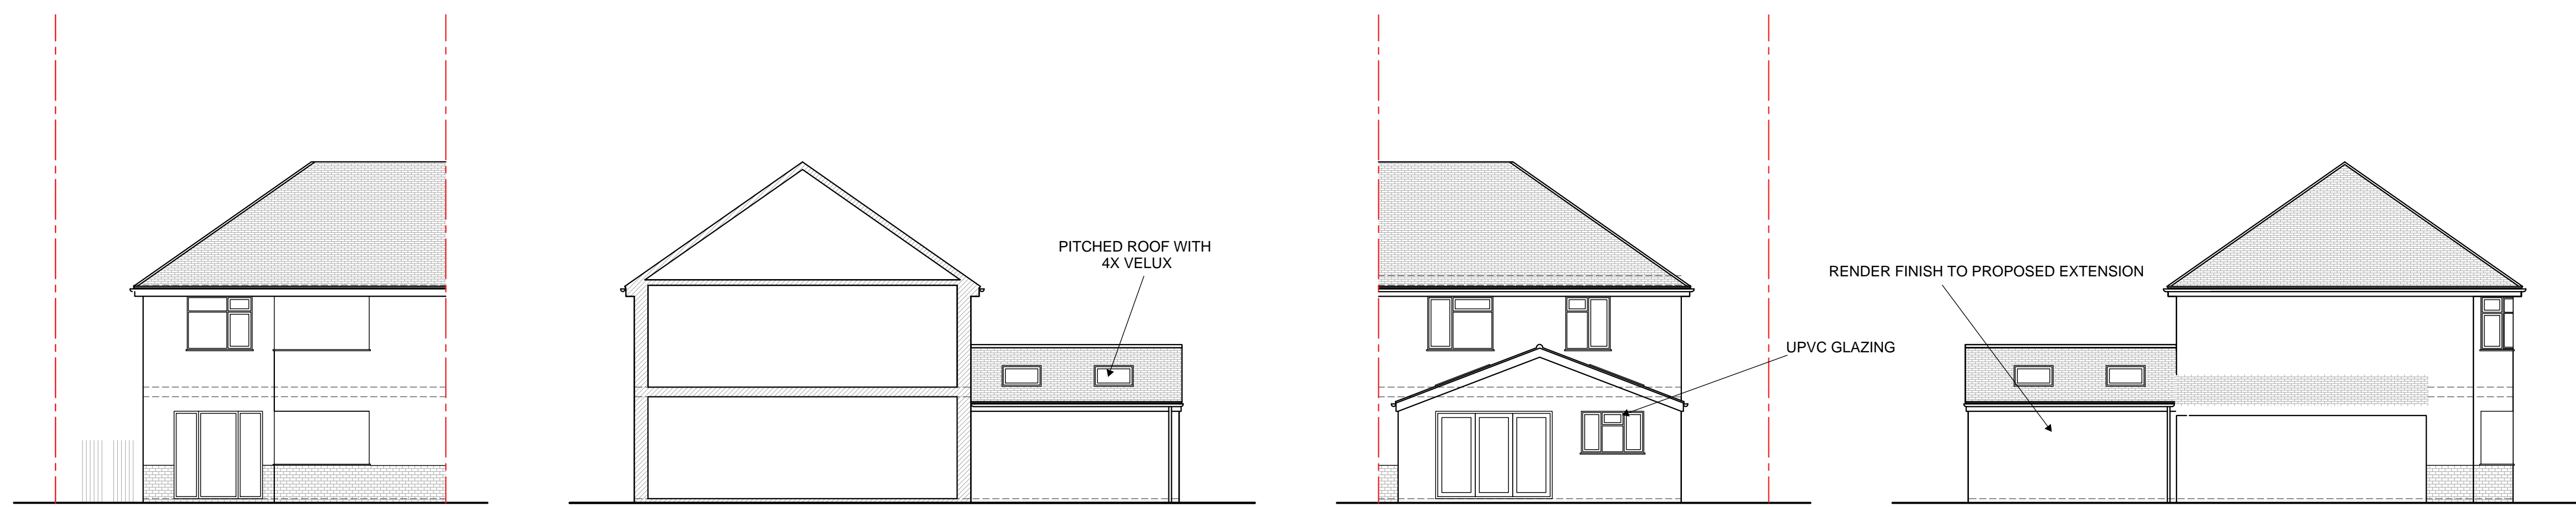 PITCHED ROOF WITH
4X VELUX
UPVC GLAZING
RENDER FINISH TO PROPOSED EXTENSION